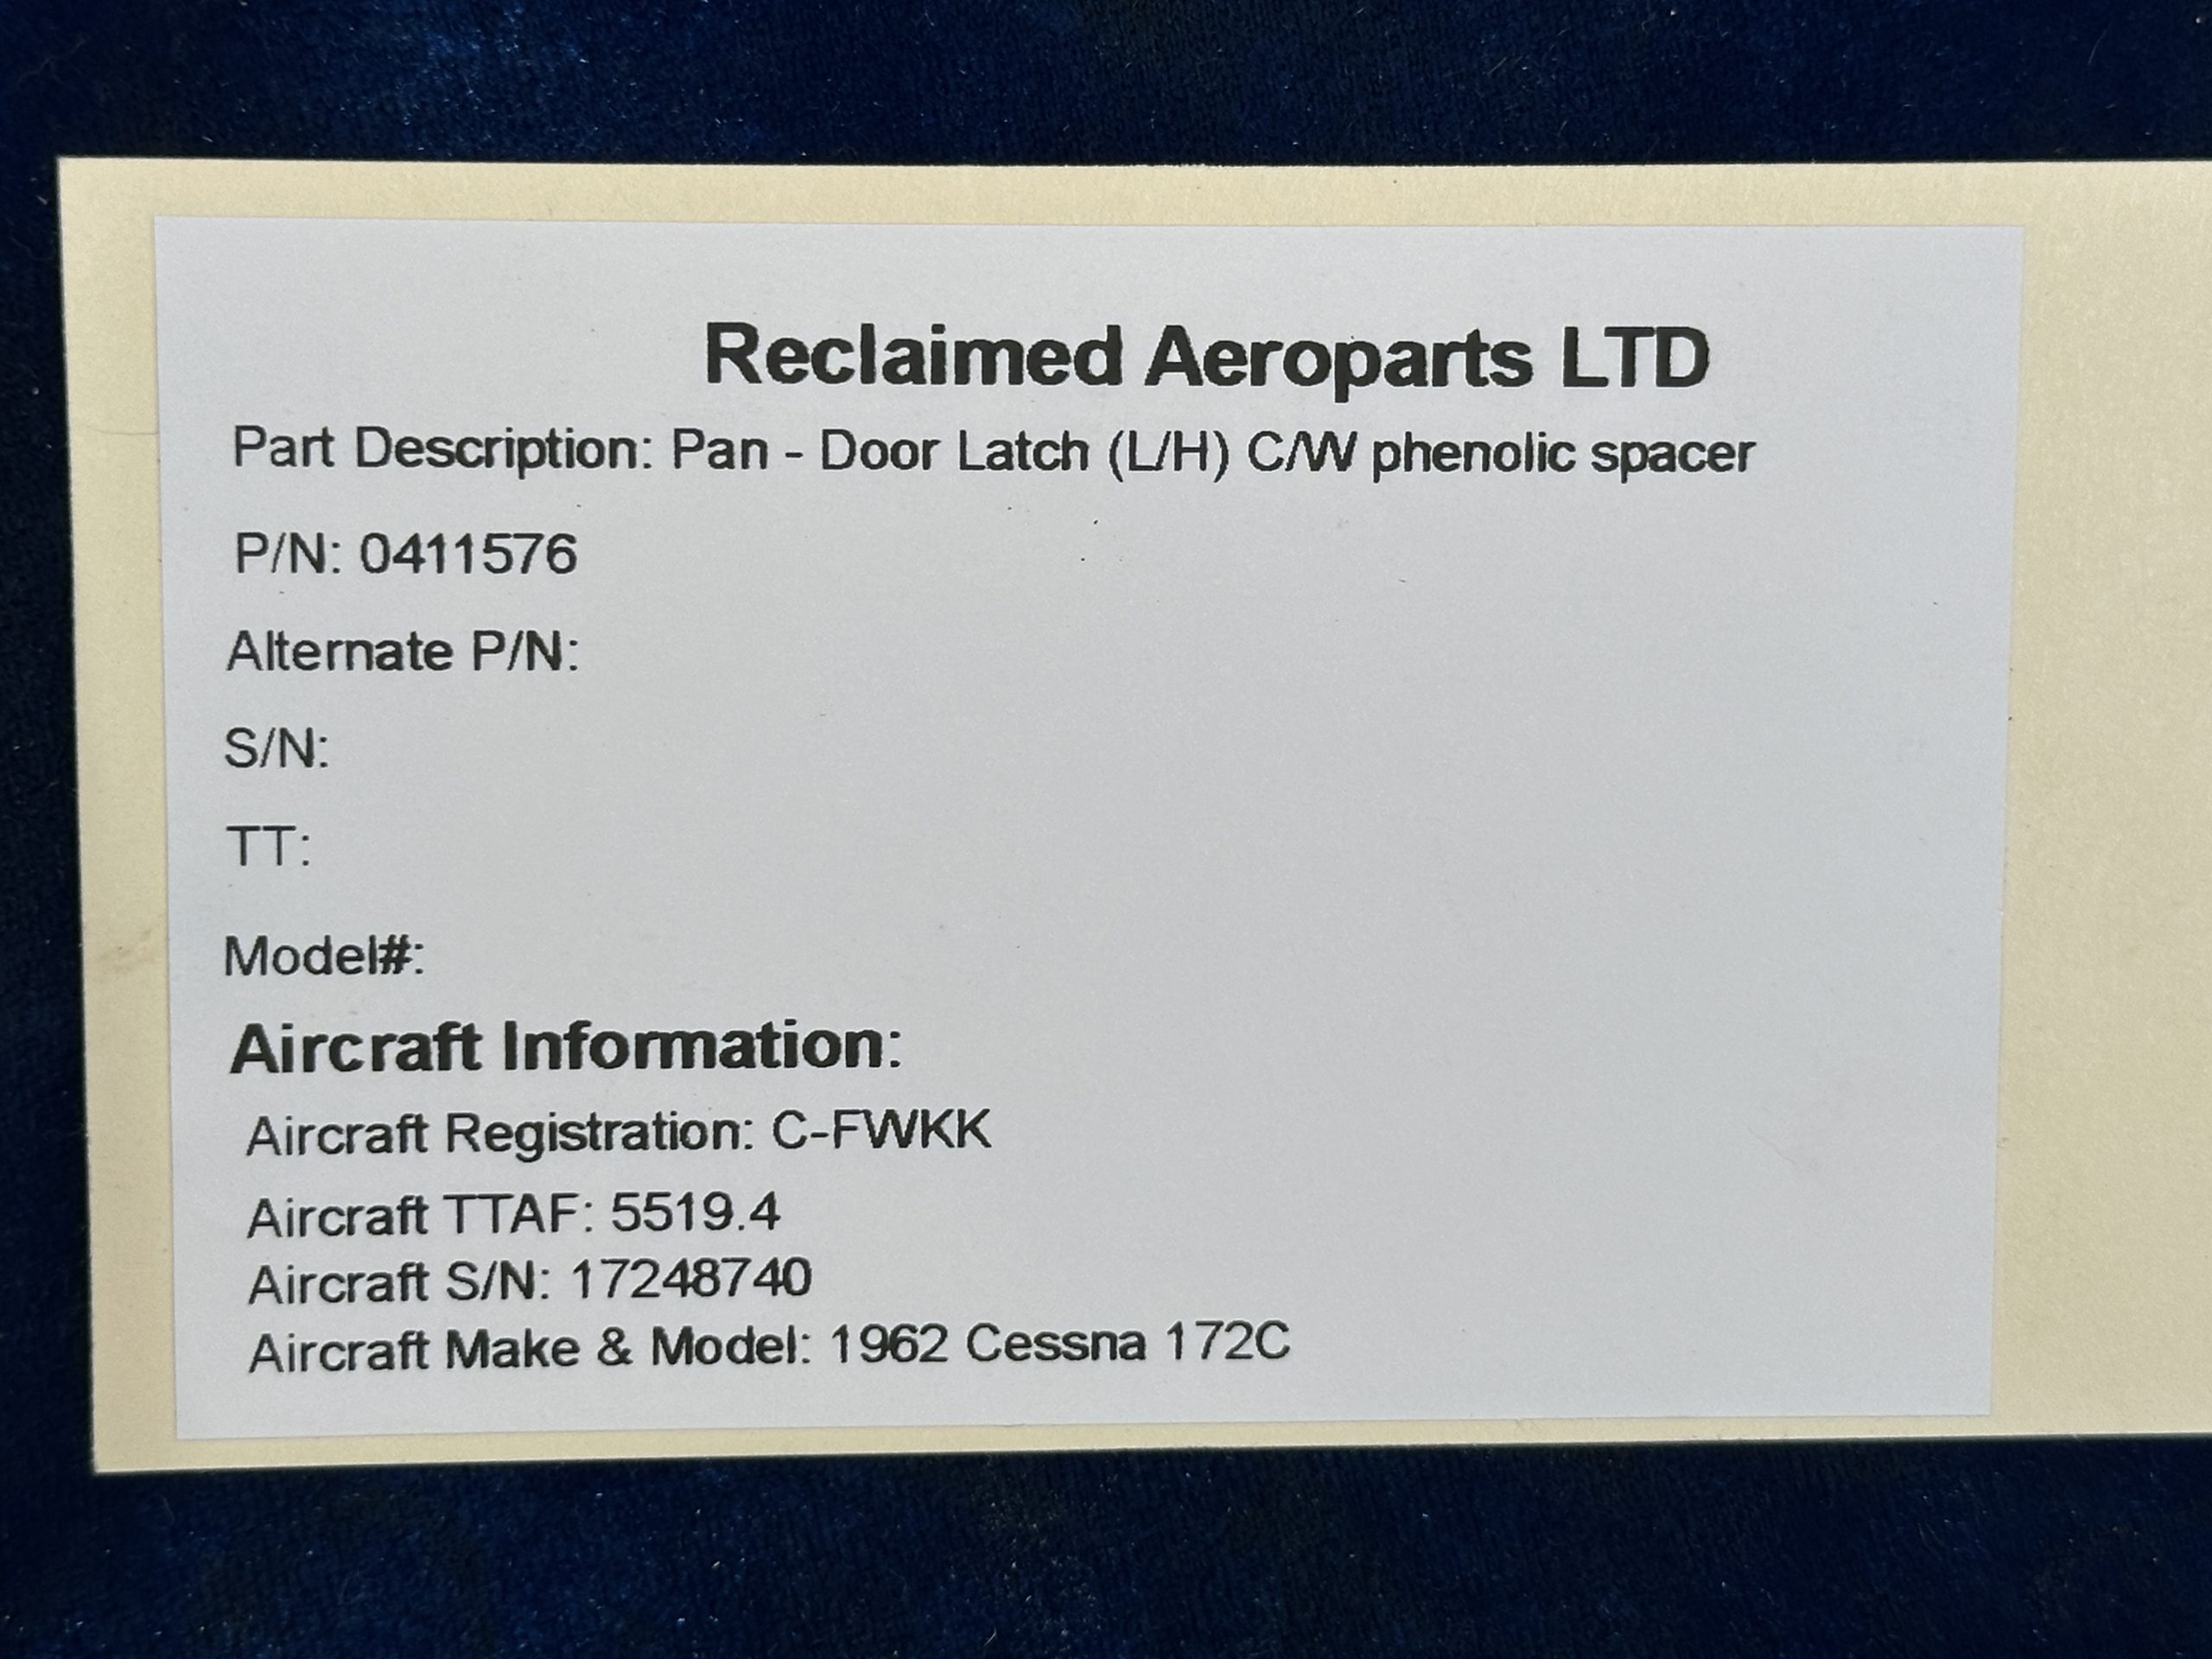 Reclaimed Aeroparts LTD
Part Description: Pan - Door Latch (L/H) C/W phenolic spacer
P/N: 0411576
Alternate P/N:
S/N:
TT:
Model#:
Aircraft Information:
Aircraft Registration: C-FWKK
Aircraft TTAF: 5519.4
Aircraft S/N: 17248740
Aircraft Make & Model: 1962 Cessna 172C